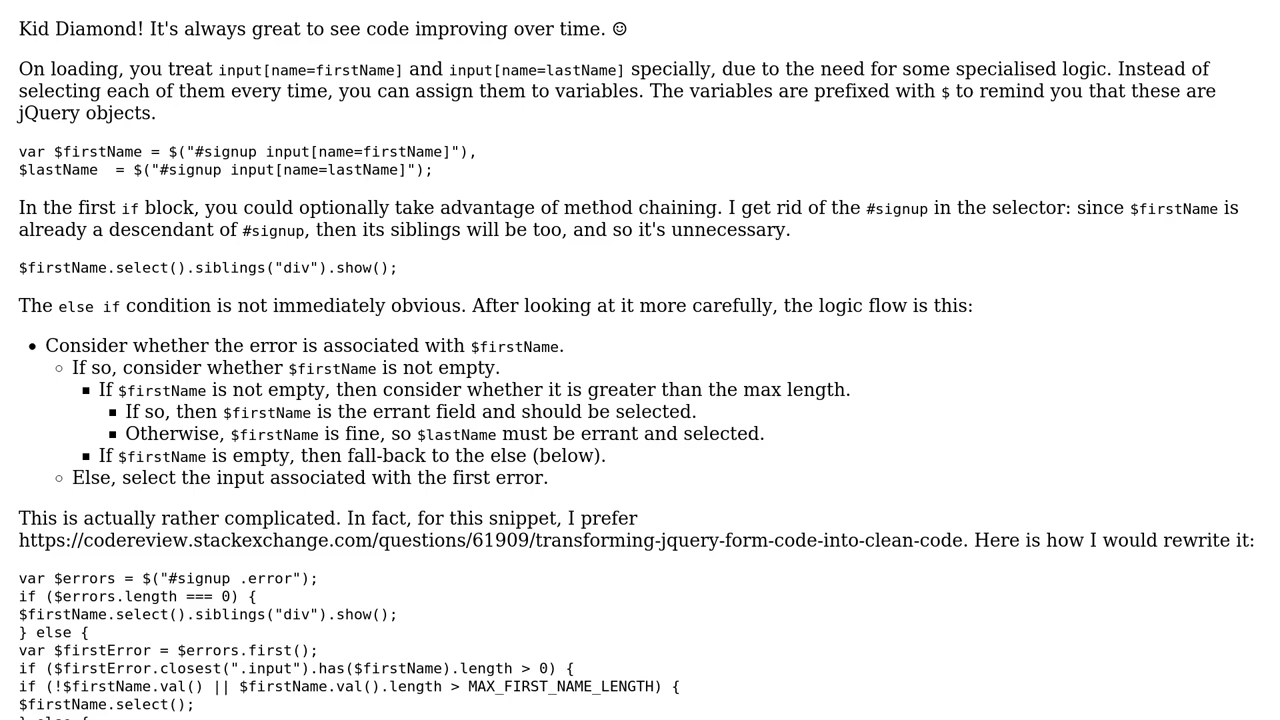 Kid Diamond! It's always great to see code improving over time. ☺
On loading, you treat input[name=firstName] and input[name=lastName] specially, due to the need for some specialised logic. Instead of
selecting each of them every time, you can assign them to variables. The variables are prefixed with $ to remind you that these are
jQuery objects.
var $firstName = $("#signup input[name=firstName]"),
$lastName  = $("#signup input[name=lastName]");
In the first if block, you could optionally take advantage of method chaining. I get rid of the #signup in the selector: since $firstName is
already a descendant of #signup, then its siblings will be too, and so it's unnecessary.
$firstName.select().siblings("div").show();
The else if condition is not immediately obvious. After looking at it more carefully, the logic flow is this:
• Consider whether the error is associated with $firstName.
◦ If so, consider whether $firstName is not empty.
▪ If $firstName is not empty, then consider whether it is greater than the max length.
▪ If so, then $firstName is the errant field and should be selected.
▪ Otherwise, $firstName is fine, so $lastName must be errant and selected.
▪ If $firstName is empty, then fall-back to the else (below).
◦ Else, select the input associated with the first error.
This is actually rather complicated. In fact, for this snippet, I prefer
https://codereview.stackexchange.com/questions/61909/transforming-jquery-form-code-into-clean-code. Here is how I would rewrite it:
var $errors = $("#signup .error");
if ($errors.length === 0) {
$firstName.select().siblings("div").show();
} else {
var $firstError = $errors.first();
if ($firstError.closest(".input").has($firstName).length > 0) {
if (!$firstName.val() || $firstName.val().length > MAX_FIRST_NAME_LENGTH) {
$firstName.select();
} else {